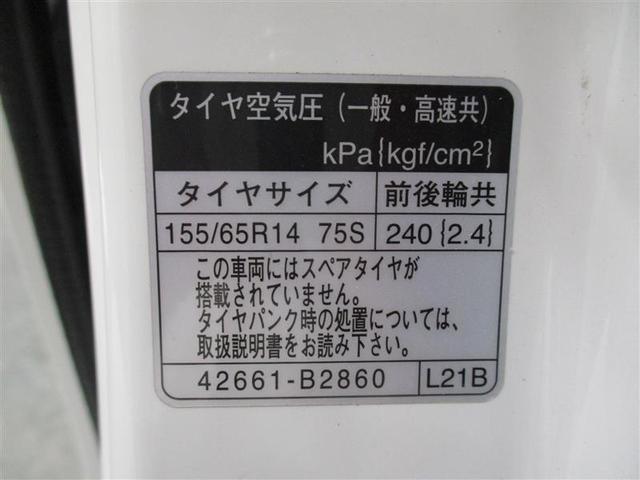 タイヤ空気圧（一般・高速共）
kPa{kgf/cm²}
タイヤサイズ 前後輪共
155/65R14 75S 240{2.4}
この車両にはスペアタイヤが
搭載されていません。
タイヤパンク時の処置については、
取扱説明書をお読み下さい。
42661-B2860 L21B